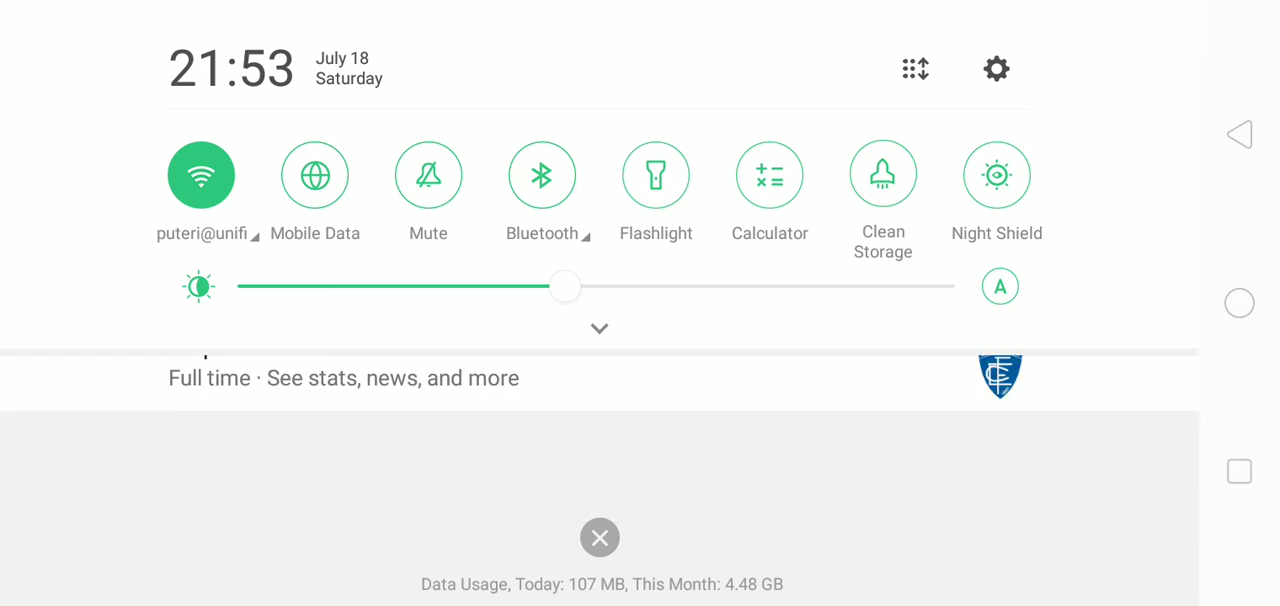 21:53
July 18
Saturday
puteri@unifi
Mobile Data
Mute
Bluetooth
Flashlight
Calculator
Clean
Storage
Night Shield
A
Full time · See stats, news, and more
Data Usage, Today: 107 MB, This Month: 4.48 GB